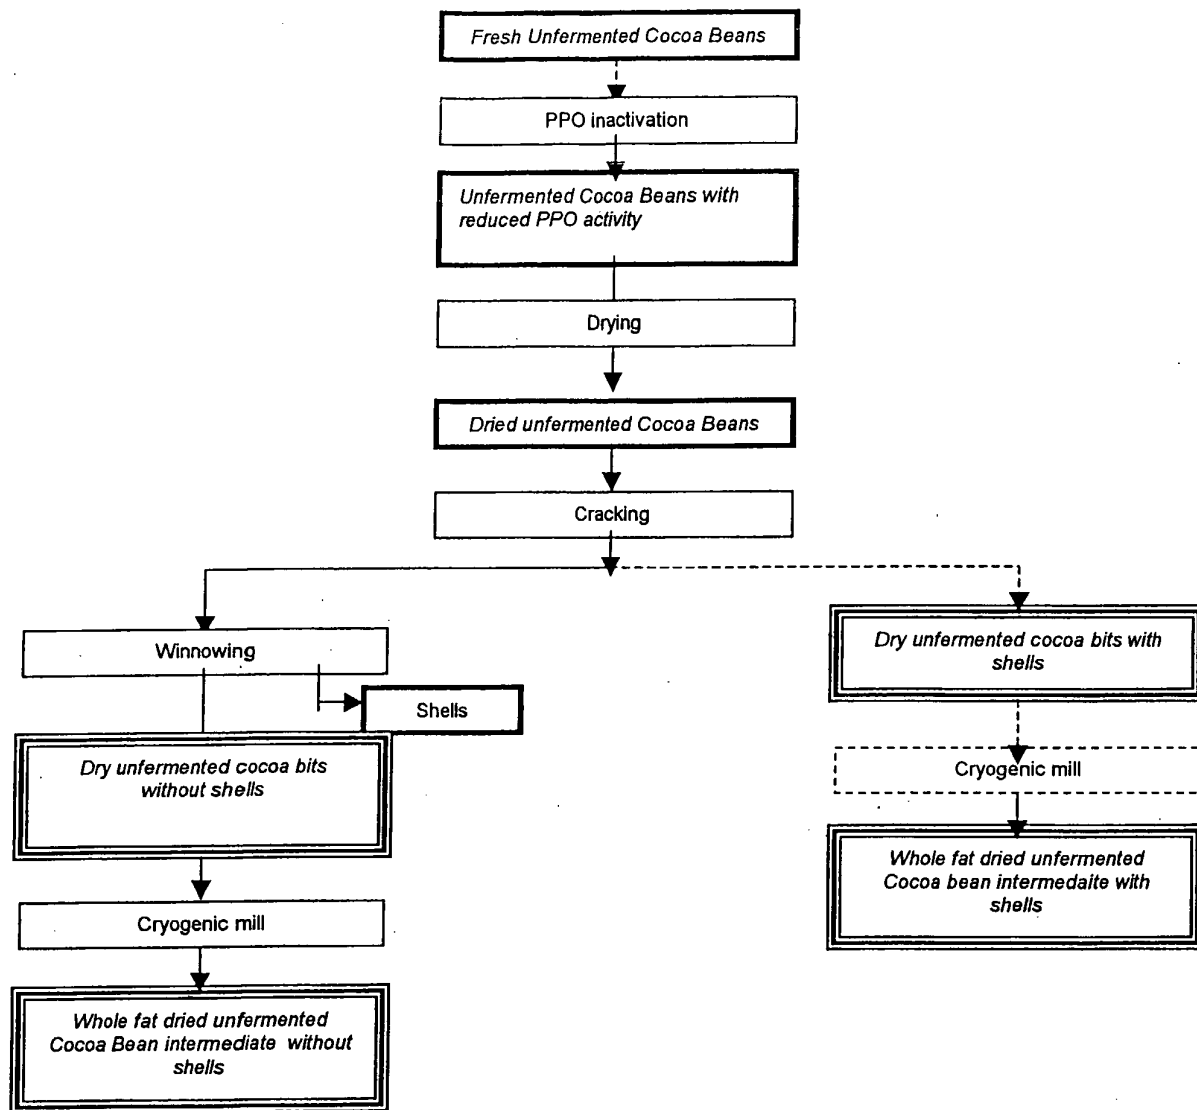 Fresh Unfermented Cocoa Beans
PPO inactivation
Unfermented Cocoa Beans with
reduced PPO activity
Drying
Dried unfermented Cocoa Beans
Cracking
Winnowing
Shells
Dry unfermented cocoa bits
without shells
Cryogenic mill
Whole fat dried unfermented
Cocoa Bean intermediate without
shells
Dry unfermented cocoa bits with
shells
Cryogenic mill
Whole fat dried unfermented
Cocoa bean intermedaite with
shells